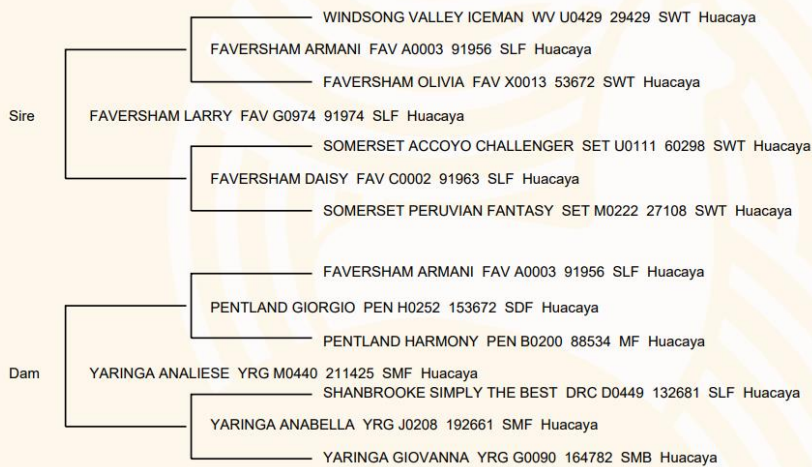 WINDSONG VALLEY ICEMAN WV U0429 29429 SWT Huacaya
FAVERSHAM ARMANI FAV A0003 91956 SLF Huacaya
FAVERSHAM OLIVIA FAV X0013 53672 SWT Huacaya
Sire FAVERSHAM LARRY FAV G0974 91974 SLF Huacaya
SOMERSET ACCOYO CHALLENGER SET U0111 60298 SWT Huacaya
FAVERSHAM DAISY FAV C0002 91963 SLF Huacaya
SOMERSET PERUVIAN FANTASY SET M0222 27108 SWT Huacaya
FAVERSHAM ARMANI FAV A0003 91956 SLF Huacaya
PENTLAND GIORGIO PEN H0252 153672 SDF Huacaya
PENTLAND HARMONY PEN B0200 88534 MF Huacaya
Dam YARINGA ANALIESE YRG M0440 211425 SMF Huacaya
SHANBROOKE SIMPLY THE BEST DRC D0449 132681 SLF Huacaya
YARINGA ANABELLA YRG J0208 192661 SMF Huacaya
YARINGA GIOVANNA YRG G0090 164782 SMB Huacaya